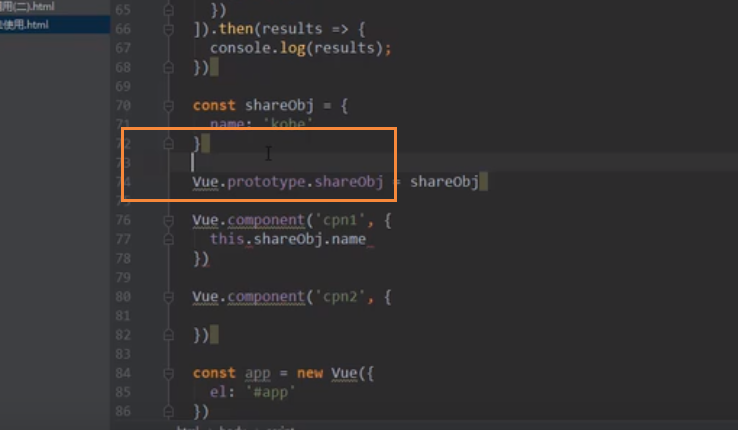 用(二).html
使用.html
65 })
66 ]).then(results => {
67 console.log(results);
68 })
69
70 const shareObj = {
71 name: 'kobe'
72 }
73
74 Vue.prototype.shareObj = shareObj
75
76 Vue.component('cpn1', {
77 this.shareObj.name
78 })
79
80 Vue.component('cpn2', {
81
82 })
83
84 const app = new Vue({
85 el: '#app'
86 })